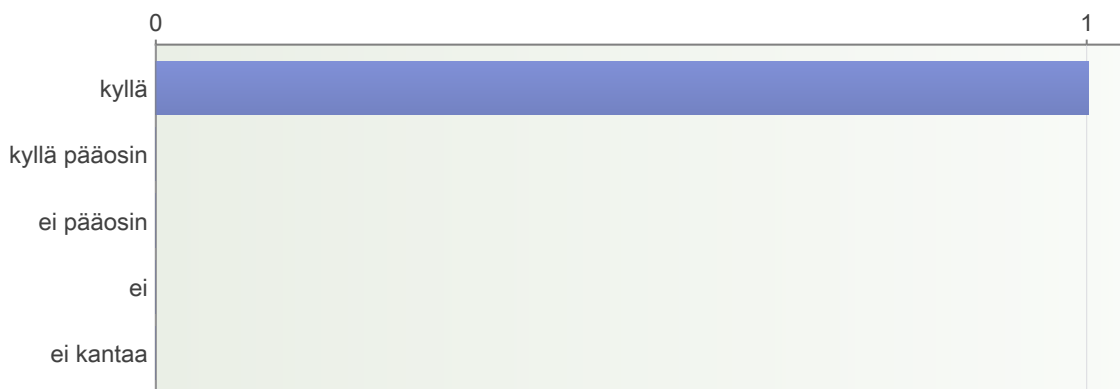 0 1
kyllä
kyllä pääosin
ei pääosin
ei
ei kantaa